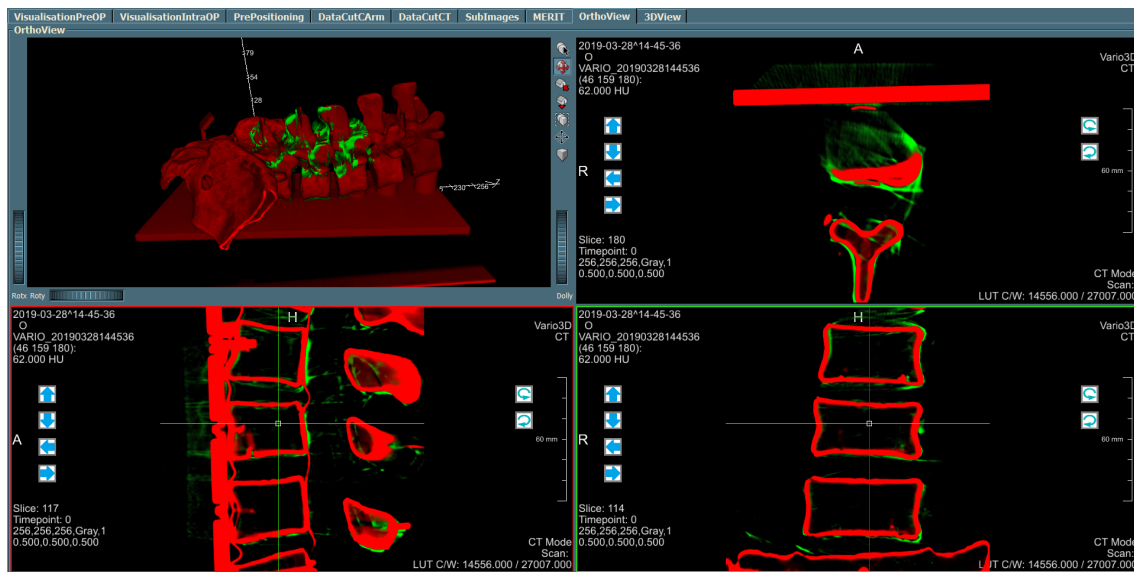 VisualisationPreOP VisualisationIntraOP PrePositioning DataCutCArm DataCutCT SubImages MERIT OrthoView 3DView
OrthoView
379
254
128
230 256 Z
Rotx Roty
Dolly
2019-03-28^14-45-36
O
VARIO_20190328144536
(46 159 180):
62.000 HU
A
Vario3D
CT
R
60 mm
Slice: 180
Timepoint: 0
256,256,256,Gray,1
0.500,0.500,0.500
CT Mode
Scan:
LUT C/W: 14556.000 / 27007.000
2019-03-28^14-45-36
O
VARIO_20190328144536
(46 159 180):
62.000 HU
H
Vario3D
CT
A
60 mm
Slice: 117
Timepoint: 0
256,256,256,Gray,1
0.500,0.500,0.500
CT Mode
Scan:
LUT C/W: 14556.000 / 27007.000
2019-03-28^14-45-36
O
VARIO_20190328144536
(46 159 180):
62.000 HU
H
Vario3D
CT
R
60 mm
Slice: 114
Timepoint: 0
256,256,256,Gray,1
0.500,0.500,0.500
CT Mode
Scan:
LUT C/W: 14556.000 / 27007.000